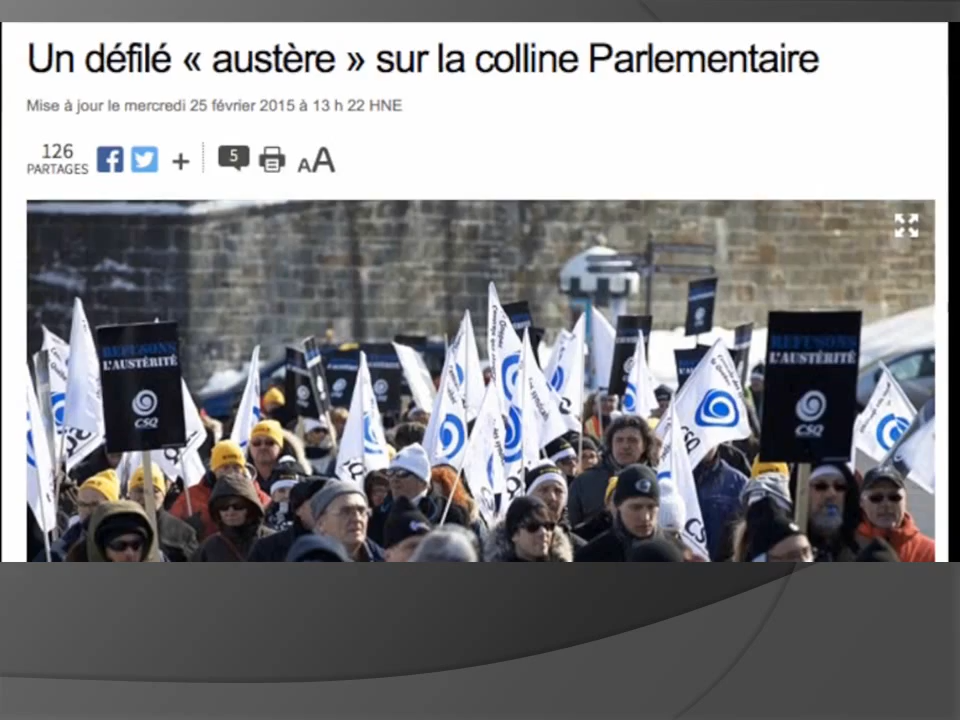 Un défilé « austère » sur la colline Parlementaire
Mise à jour le mercredi 25 février 2015 à 13 h 22 HNE
126
PARTAGES
5
AA
REFUSONS
L'AUSTÉRITÉ
CSQ
REFUSONS
L'AUSTÉRITÉ
CSQ